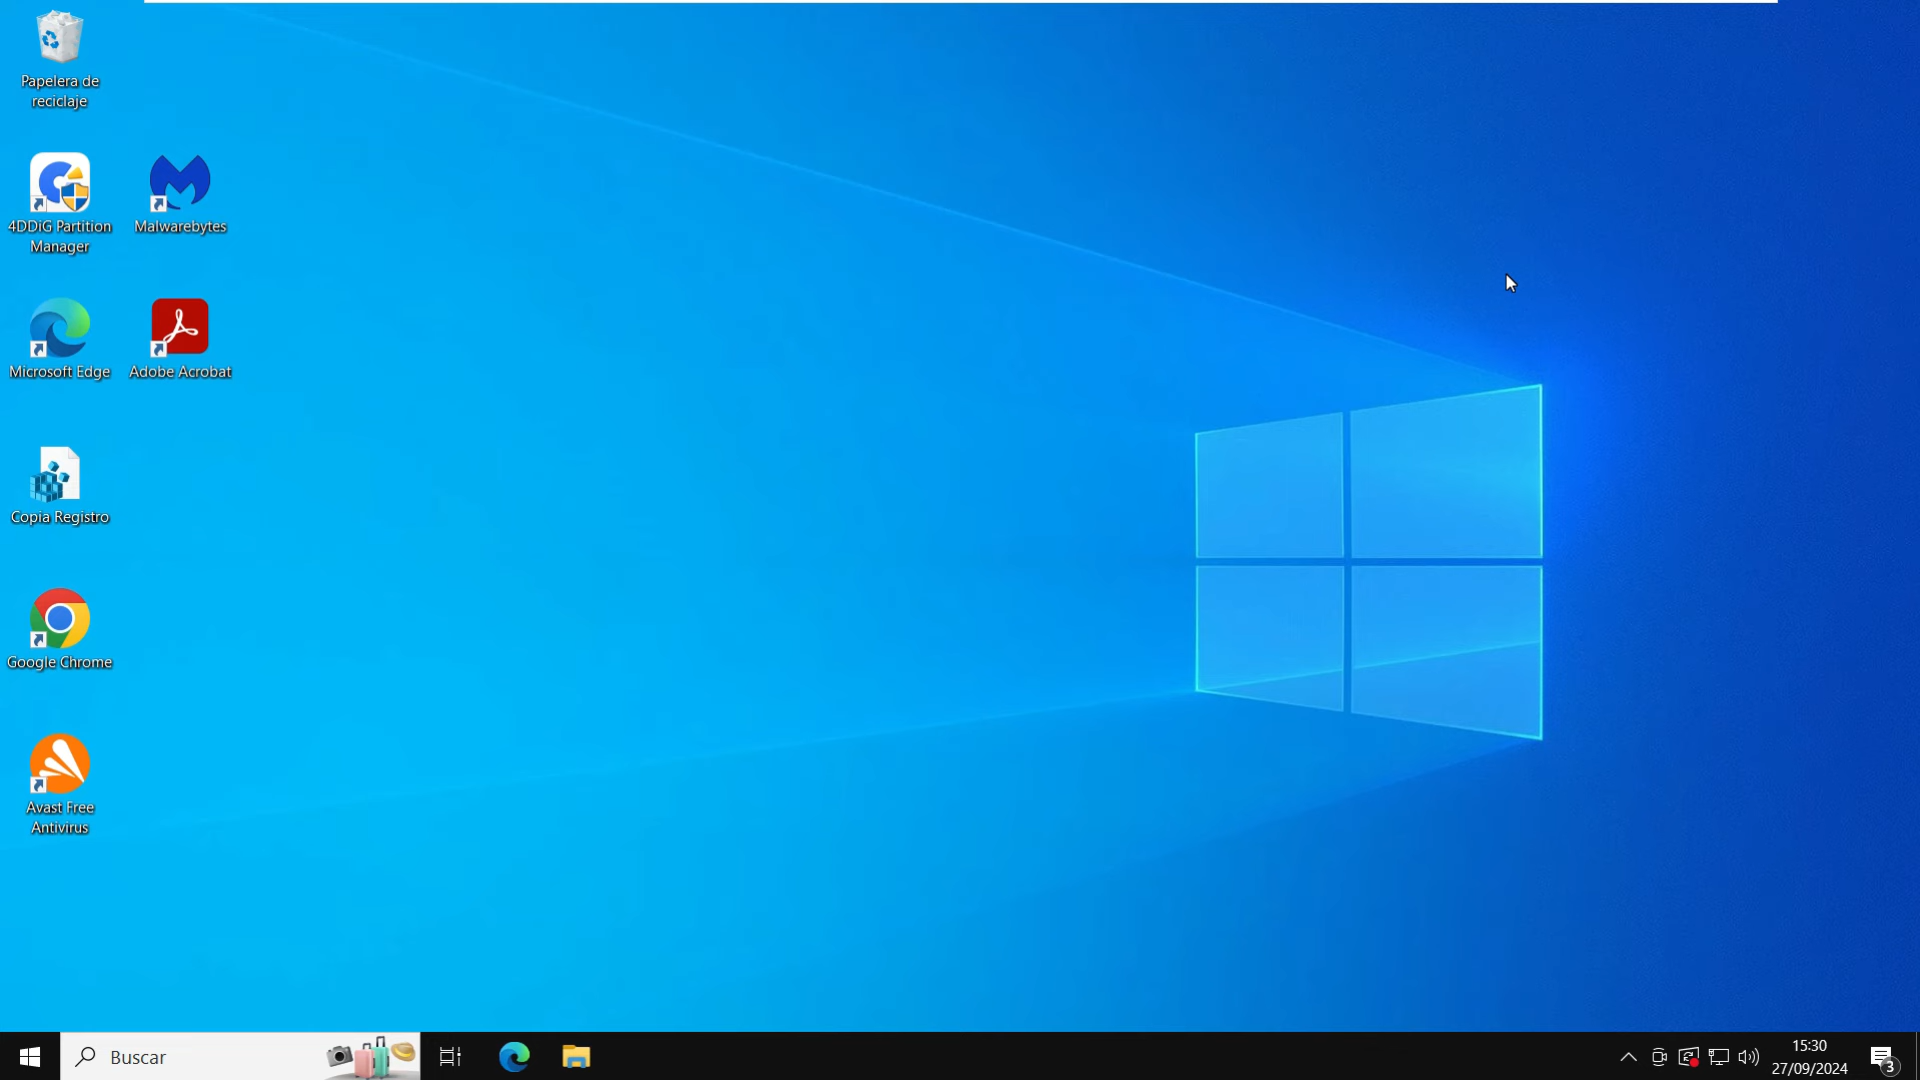 Papelera de
reciclaje
4DDiG Partition
Manager
Malwarebytes
Microsoft Edge
Adobe Acrobat
Copia Registro
Google Chrome
Avast Free
Antivirus
Buscar
15:30
27/09/2024
3